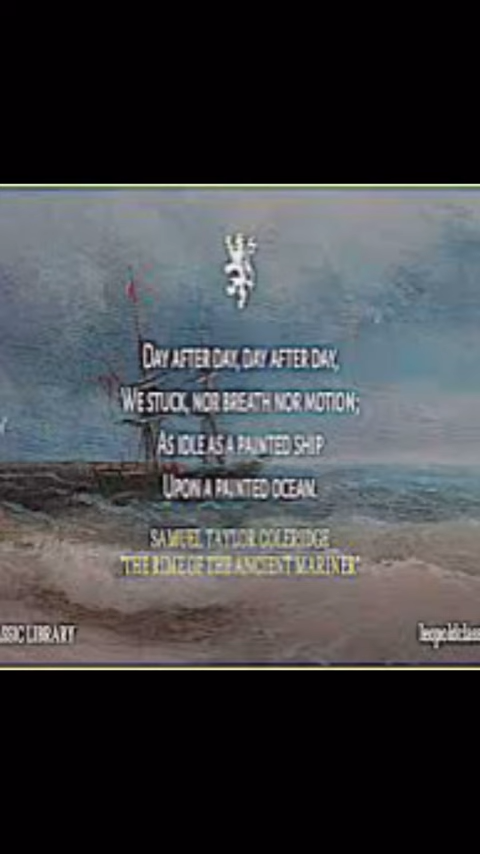 DAY AFTER DAY, DAY AFTER DAY,
WE STUCK, NOR BREATH NOR MOTION;
AS IDLE AS A PAINTED SHIP
UPON A PAINTED OCEAN.
SAMUEL TAYLOR COLERIDGE
"THE RIME OF THE ANCIENT MARINER"
ASSIC LIBRARY
leopoldclass